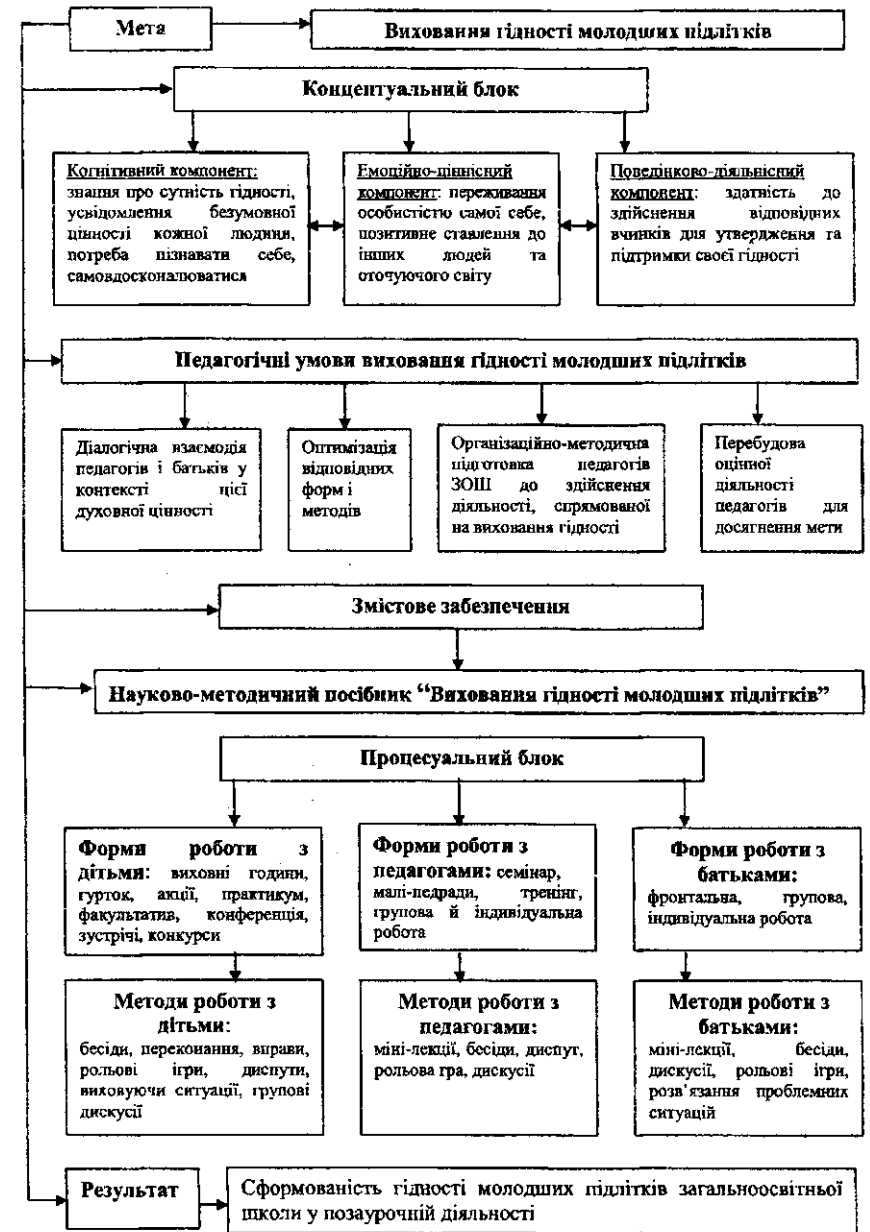 Мета
Виховання гідності молодших підлітків
Концентуальний блок
Когнітивний компонент:
знання про сутність гідності,
усвідомлення безумовної
цінності кожної людини,
потреба пізнавати себе,
самовдосконалюватися
Емоційно-ціннісний
компонент: переживання
особистістю самої себе,
позитивне ставлення до
інших людей та
оточуючого світу
Поведінково-діяльнісний
компонент: здатність до
здійснення відповідних
вчинків для утвердження та
підтримки своєї гідності
Педагогічні умови виховання гідності молодших підлітків
Діалогічна взаємодія
педагогів і батьків у
контексті цієї
духовної цінності
Оптимізація
відповідних
форм і
методів
Організаційно-методична
підготовка педагогів
ЗОШ до здійснення
діяльності, спрямованої
на виховання гідності
Перебудова
оцінної
діяльності
педагогів для
досягнення мети
Змістове забезпечення
Науково-методичний посібник “Виховання гідності молодших підлітків”
Процесуальний блок
Форми роботи з
дітьми: виховні години,
гурток, акції, практикум,
факультатив, конференція,
зустрічі, конкурси
Форми роботи з
педагогами: семінар,
малі-педради, тренінг,
групова й індивідуальна
робота
Форми роботи з
батьками:
фронтальна, групова,
індивідуальна робота
Методи роботи з
дітьми:
бесіди, переконання, вправи,
рольові ігри, диспути,
виховуючи ситуації, групові
дискусії
Методи роботи з
педагогами:
міні-лекції, бесіди, диспут,
рольова гра, дискусії
Методи роботи з
батьками:
міні-лекції, бесіди,
дискусії, рольові ігри,
розв’язання проблемних
ситуацій
Результат
Сформованість гідності молодших підлітків загальноосвітньої
школи у позаурочній діяльності